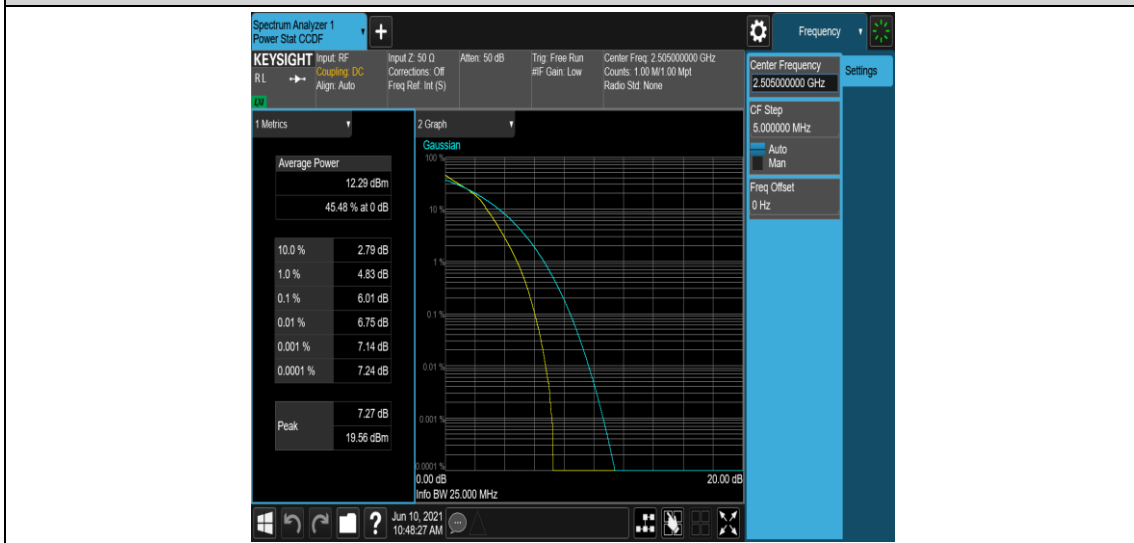 Spectrum Analyzer 1
Power Stat CCDF
+
Frequency
KEYSIGHT
RL
LXI
Input: RF
Coupling: DC
Align: Auto
Input Z: 50 Ω
Corrections: Off
Freq Ref: Int (S)
Atten: 50 dB
Trig: Free Run
#IF Gain: Low
Center Freq: 2.505000000 GHz
Counts: 1.00 M/1.00 Mpt
Radio Std: None
Center Frequency
2.505000000 GHz
Settings
CF Step
5.000000 MHz
Auto
Man
Freq Offset
0 Hz
1 Metrics
Average Power
12.29 dBm
45.48 % at 0 dB
10.0 % 2.79 dB
1.0 % 4.83 dB
0.1 % 6.01 dB
0.01 % 6.75 dB
0.001 % 7.14 dB
0.0001 % 7.24 dB
Peak
7.27 dB
19.56 dBm
2 Graph
Gaussian
100 %
10 %
1 %
0.1 %
0.01 %
0.001 %
0.0001 %
0.00 dB 20.00 dB
Info BW 25.000 MHz
?
Jun 10, 2021
10:48:27 AM